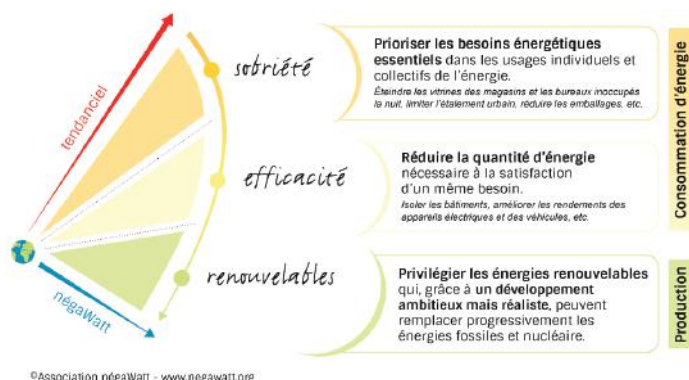 tendanciel
négaWatt
sobriété
Prioriser les besoins énergétiques
essentiels dans les usages individuels et
collectifs de l'énergie.
Éteindre les vitrines des magasins et les bureaux inoccupés
la nuit, limiter l'étalement urbain, réduire les emballages, etc.
efficacité
Réduire la quantité d'énergie
nécessaire à la satisfaction
d'un même besoin.
Isoler les bâtiments, améliorer les rendements des
appareils électriques et des véhicules, etc.
Consommation d'énergie
renouvelables
Privilégier les énergies renouvelables
qui, grâce à un développement
ambitieux mais réaliste, peuvent
remplacer progressivement les
énergies fossiles et nucléaire.
Production
©Association négaWatt - www.negawatt.org